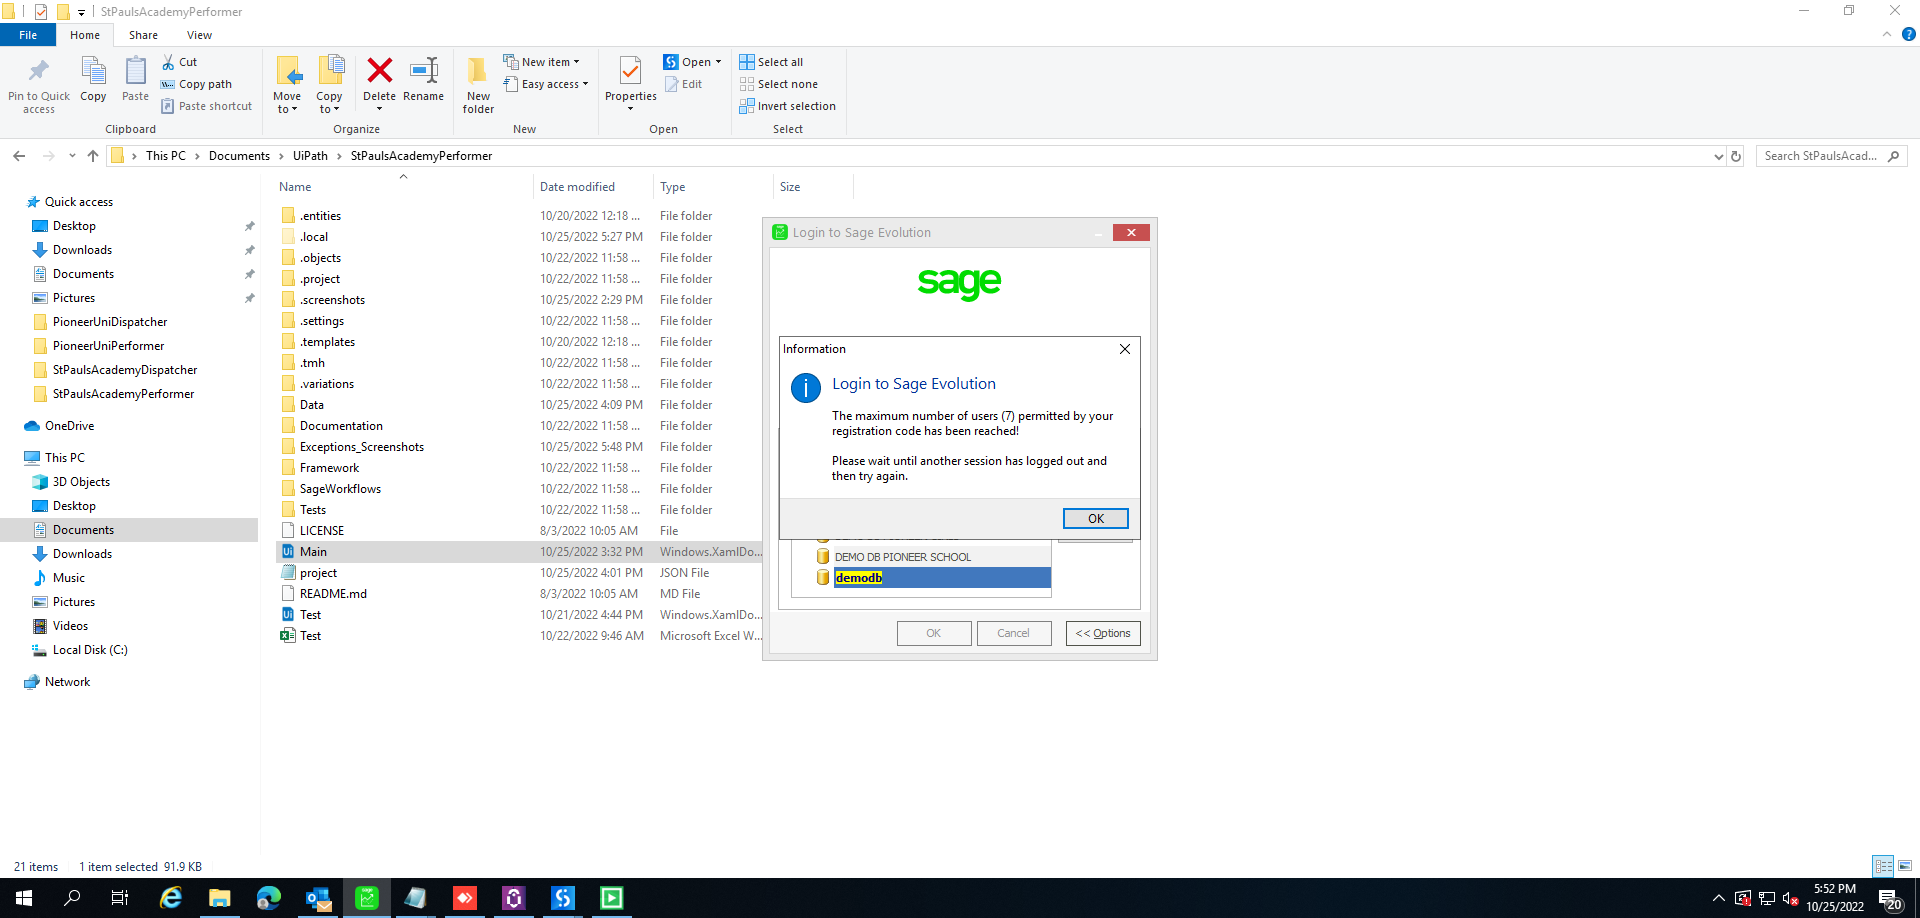 StPaulsAcademyPerformer
File
Home
Share
View
Pin to Quick access
Copy
Paste
Cut
Copy path
Paste shortcut
Clipboard
Move to
Copy to
Delete
Rename
Organize
New folder
New item
Easy access
New
Properties
Open
Edit
Open
Select all
Select none
Invert selection
Select
This PC > Documents > UiPath > StPaulsAcademyPerformer
Search StPaulsAcad...
Quick access
Desktop
Downloads
Documents
Pictures
PioneerUniDispatcher
PioneerUniPerformer
StPaulsAcademyDispatcher
StPaulsAcademyPerformer
OneDrive
This PC
3D Objects
Desktop
Documents
Downloads
Music
Pictures
Videos
Local Disk (C:)
Network
Name Date modified Type Size
.entities 10/20/2022 12:18 ... File folder
.local 10/25/2022 5:27 PM File folder
.objects 10/22/2022 11:58 ... File folder
.project 10/22/2022 11:58 ... File folder
.screenshots 10/25/2022 2:29 PM File folder
.settings 10/22/2022 11:58 ... File folder
.templates 10/20/2022 12:18 ... File folder
.tmh 10/22/2022 11:58 ... File folder
.variations 10/22/2022 11:58 ... File folder
Data 10/25/2022 4:09 PM File folder
Documentation 10/22/2022 11:58 ... File folder
Exceptions_Screenshots 10/25/2022 5:48 PM File folder
Framework 10/22/2022 11:58 ... File folder
SageWorkflows 10/22/2022 11:58 ... File folder
Tests 10/22/2022 11:58 ... File folder
LICENSE 8/3/2022 10:05 AM File
Main 10/25/2022 3:32 PM Windows.XamlDo...
project 10/25/2022 4:01 PM JSON File
README.md 8/3/2022 10:05 AM MD File
Test 10/21/2022 4:44 PM Windows.XamlDo...
Test 10/22/2022 9:46 AM Microsoft Excel W...
Login to Sage Evolution
sage
Information
Login to Sage Evolution
The maximum number of users (7) permitted by your
registration code has been reached!
Please wait until another session has logged out and
then try again.
OK
DEMO DB PIONEER SCHOOL
demodb
OK
Cancel
<< Options
21 items 1 item selected 91.9 KB
5:52 PM
10/25/2022
20